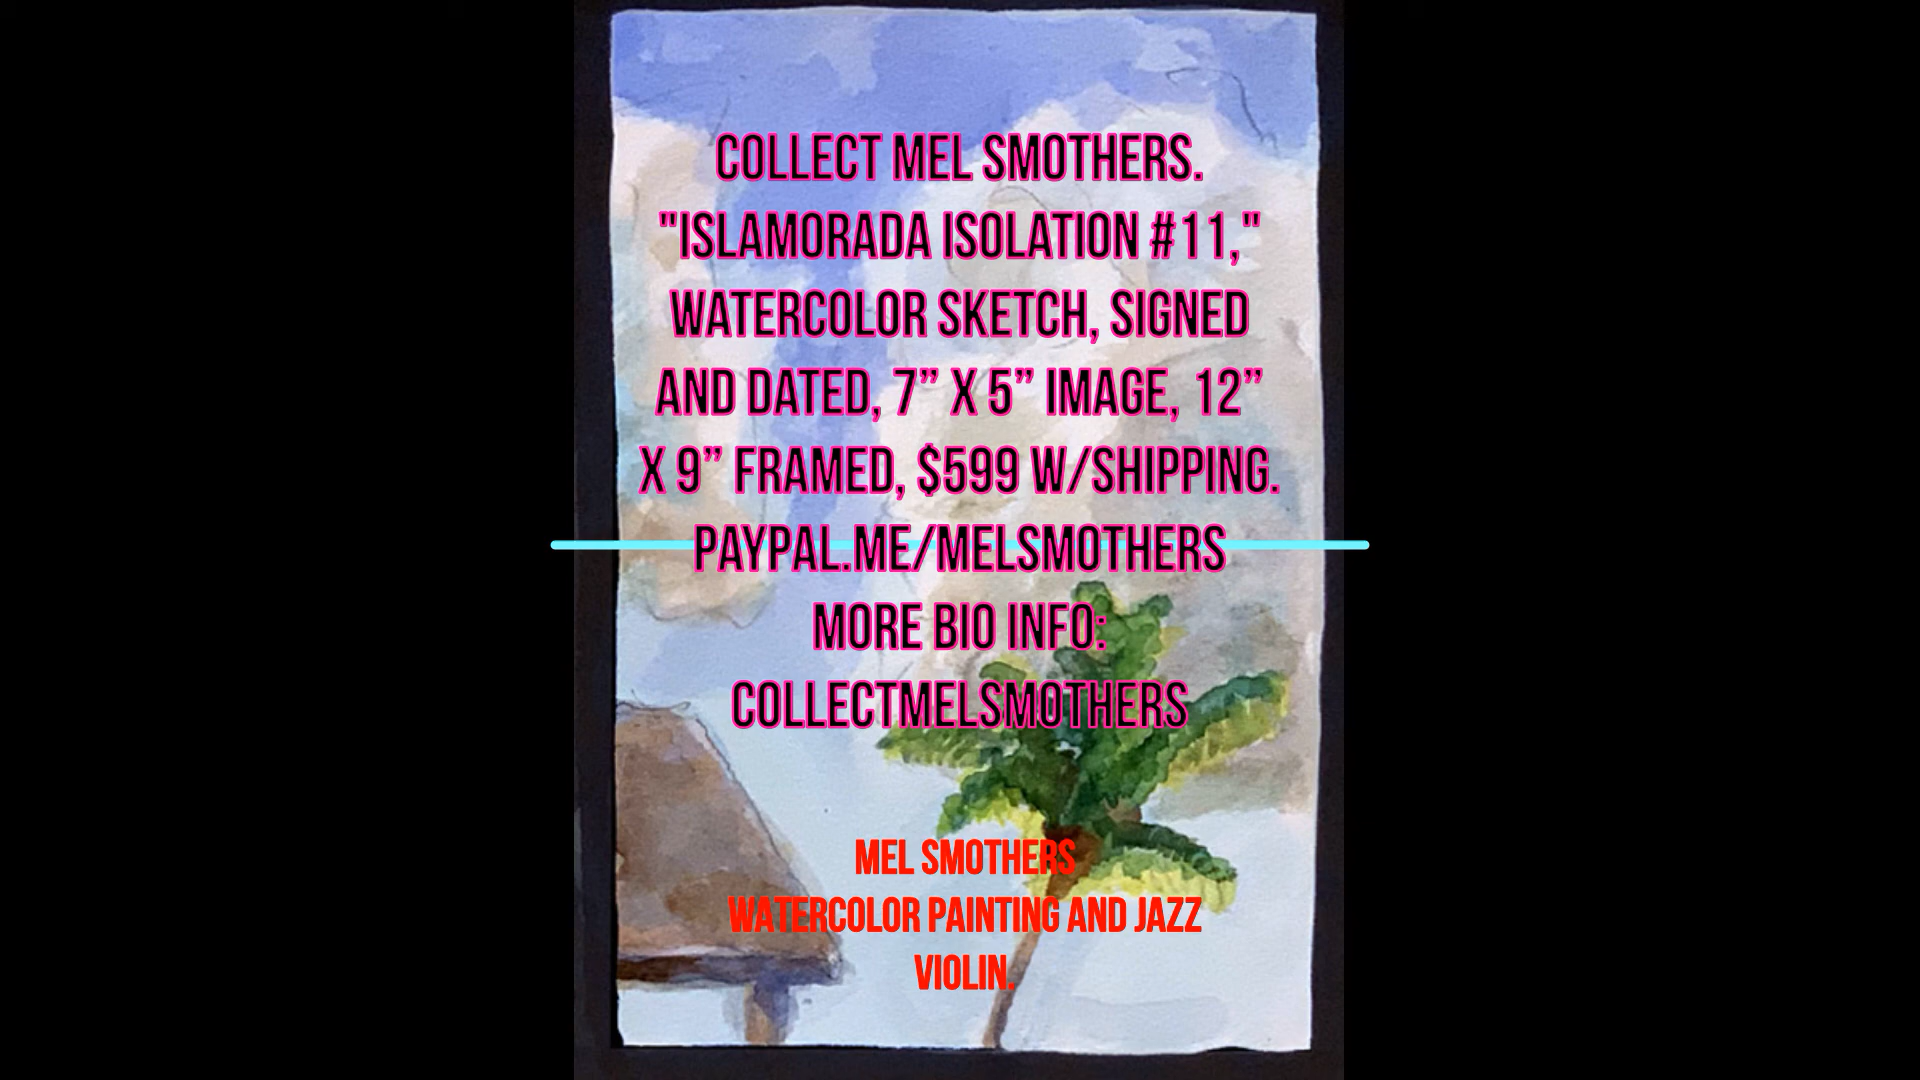 COLLECT MEL SMOTHERS.
"ISLAMORADA ISOLATION #11,"
WATERCOLOR SKETCH, SIGNED
AND DATED, 7” X 5” IMAGE, 12”
X 9” FRAMED, $599 W/SHIPPING.
PAYPAL.ME/MELSMOTHERS
MORE BIO INFO:
COLLECTMELSMOTHERS
MEL SMOTHERS
WATERCOLOR PAINTING AND JAZZ
VIOLIN.